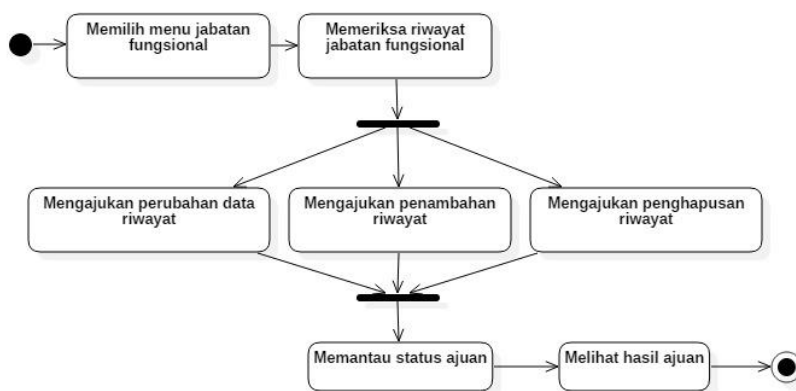 Memilih menu jabatan
fungsional
Memeriksa riwayat
jabatan fungsional
Mengajukan perubahan data
riwayat
Mengajukan penambahan
riwayat
Mengajukan penghapusan
riwayat
Memantau status ajuan
Melihat hasil ajuan